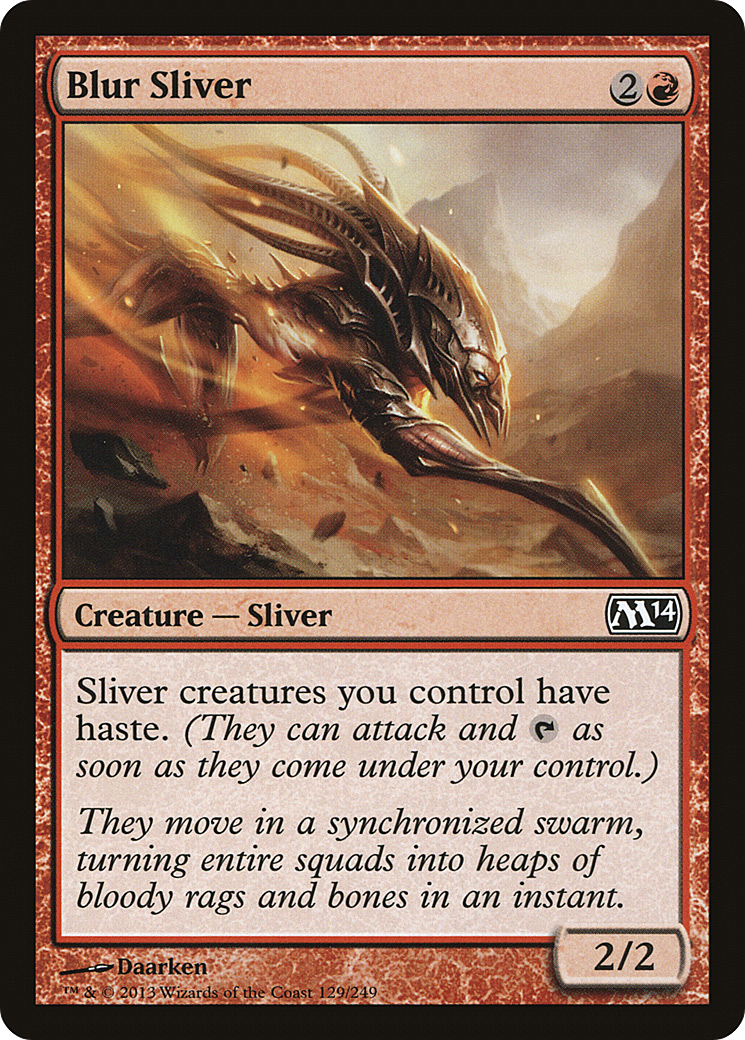 Blur Sliver 2
Creature — Sliver M14
Sliver creatures you control have
haste. (They can attack and as
soon as they come under your control.)
They move in a synchronized swarm,
turning entire squads into heaps of
bloody rags and bones in an instant.
2/2
Daarken
™ & © 2013 Wizards of the Coast 129/249